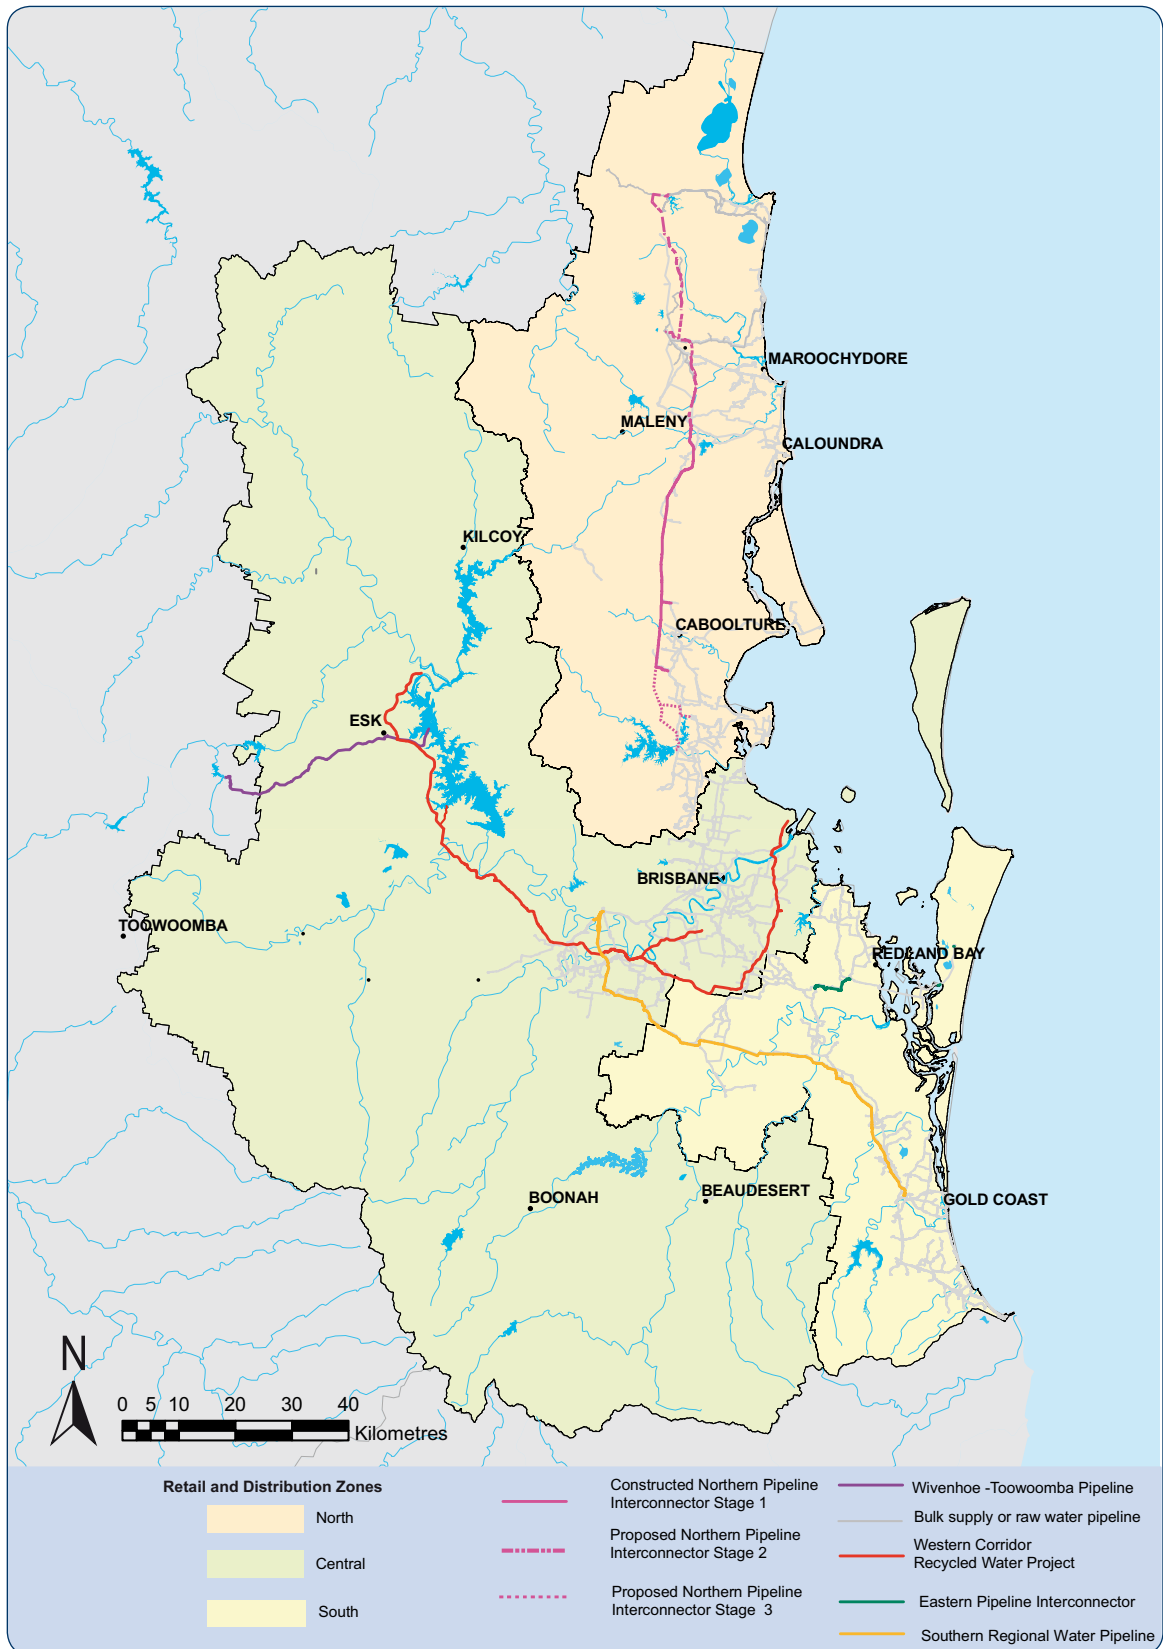 MAROOCHYDORE
MALENY
CALOUNDRA
KILCOY
CABOOLTURE
ESK
BRISBANE
TOOWOOMBA
REDLAND BAY
BOONAH
BEAUDESERT
GOLD COAST
N
0 5 10 20 30 40
Kilometres
Retail and Distribution Zones
North
Central
South
Constructed Northern Pipeline
Interconnector Stage 1
Proposed Northern Pipeline
Interconnector Stage 2
Proposed Northern Pipeline
Interconnector Stage 3
Wivenhoe -Toowoomba Pipeline
Bulk supply or raw water pipeline
Western Corridor
Recycled Water Project
Eastern Pipeline Interconnector
Southern Regional Water Pipeline